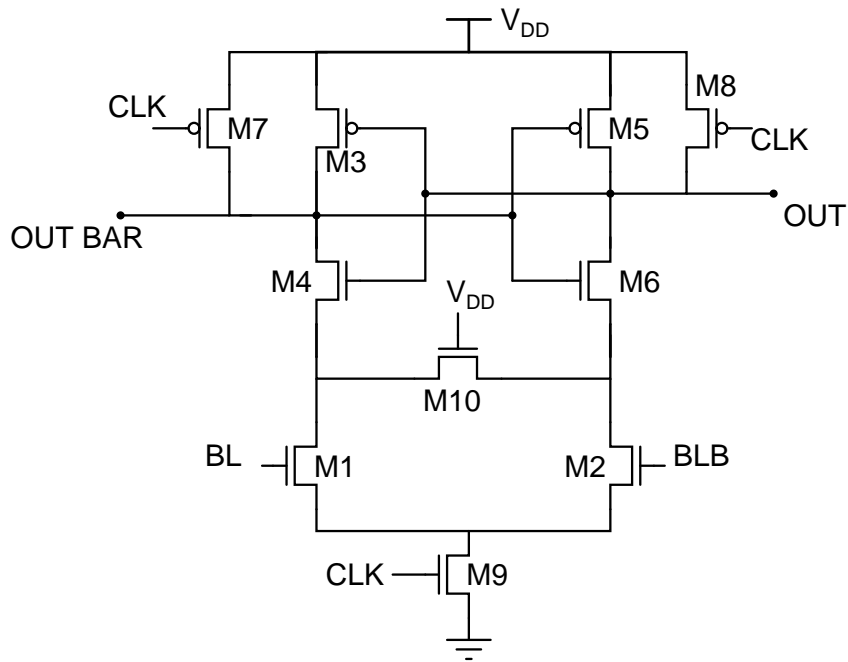 VDD
M8
CLK
M7
M5
M3
CLK
OUT
OUT BAR
M4
M6
VDD
M10
BL
M1
M2
BLB
CLK
M9